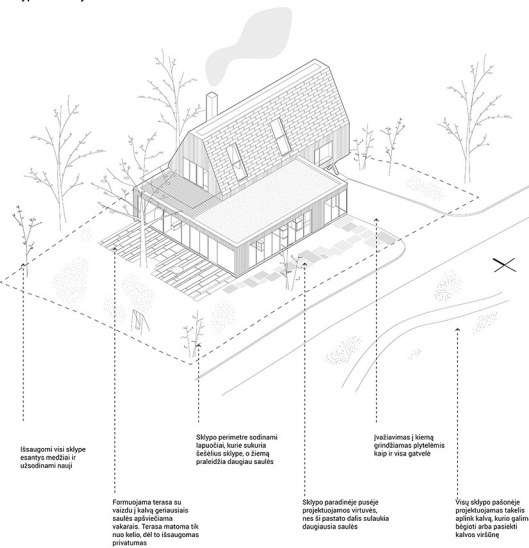 Išsaugomi visi sklype
esantys medžiai ir
užsodinami nauji
Formuojama terasa su
vaizdu į kalvą geriausiais
saulės apšviečiama
vakarais. Terasa matoma tik
nuo kelio, dėl to išsaugomas
privatumas
Sklypo perimetre sodinami
lapuočiai, kurie sukuria
šešėlius sklype, o žiemą
praleidžia daugiau saulės
Sklypo paradinėje pusėje
projektuojamos virtuvės,
nes ši pastato dalis sulaukia
daugiausia saulės
Įvažiavimas į kiemą
grindžiamas plytelėmis
kaip ir visa gatvelė
Visų sklypo pašonėje
projektuojamas takelis
aplink kalvą, kurio galima
bėgioti arba pasiekti
kalvos viršūnę